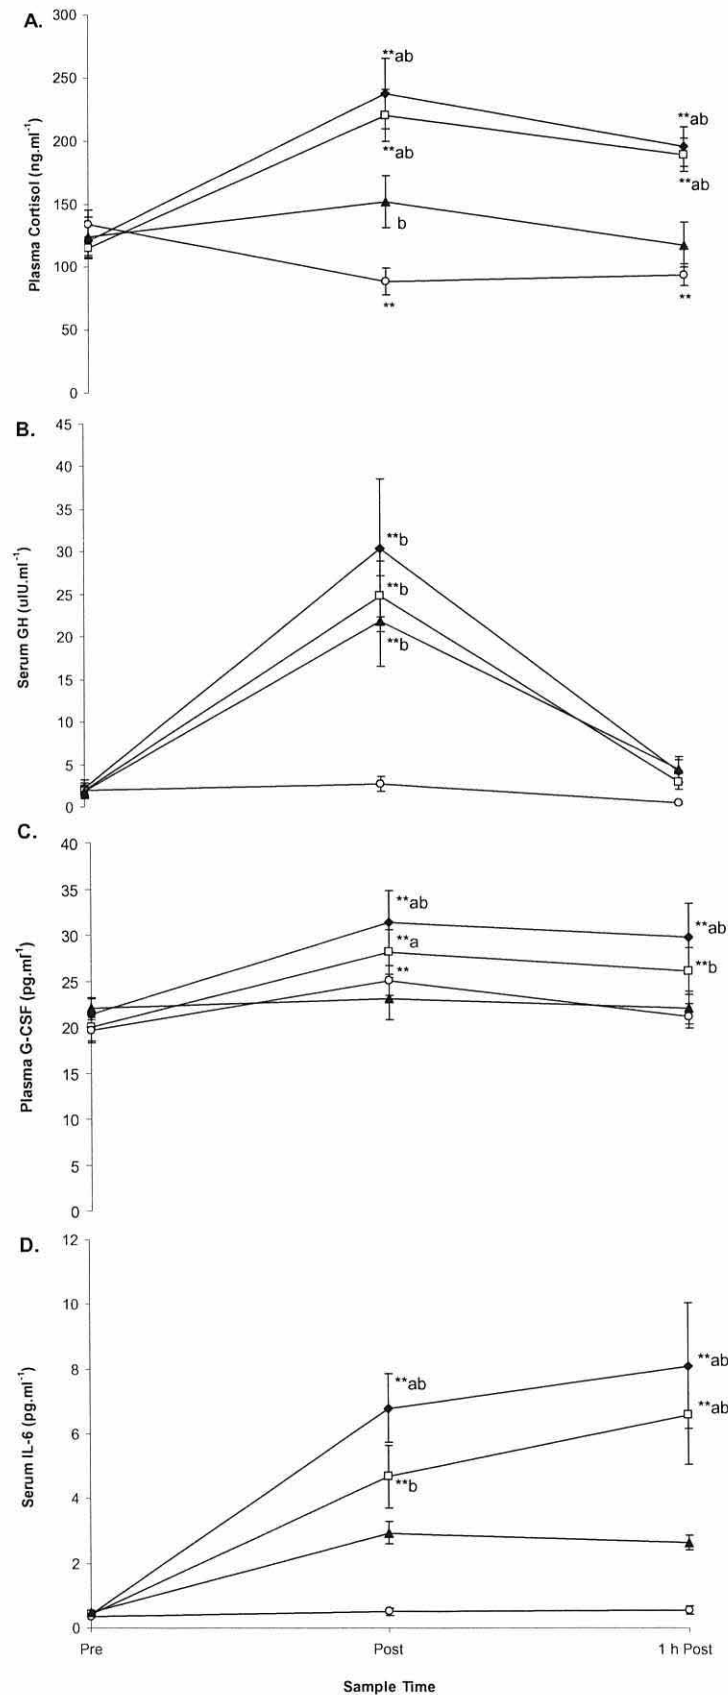 A.
Plasma Cortisol (ng.ml⁻¹)
300
250
200
150
100
50
0
**ab
**ab
b
**
**ab
**ab
**
B.
Serum GH (uIU.ml⁻¹)
45
40
35
30
25
20
15
10
5
0
**b
**b
**b
C.
Plasma G-CSF (pg.ml⁻¹)
40
35
30
25
20
15
10
5
0
**ab
**a
**
**ab
**b
D.
Serum IL-6 (pg.ml⁻¹)
12
10
8
6
4
2
0
**ab
**b
**ab
**ab
Pre
Post
1 h Post
Sample Time